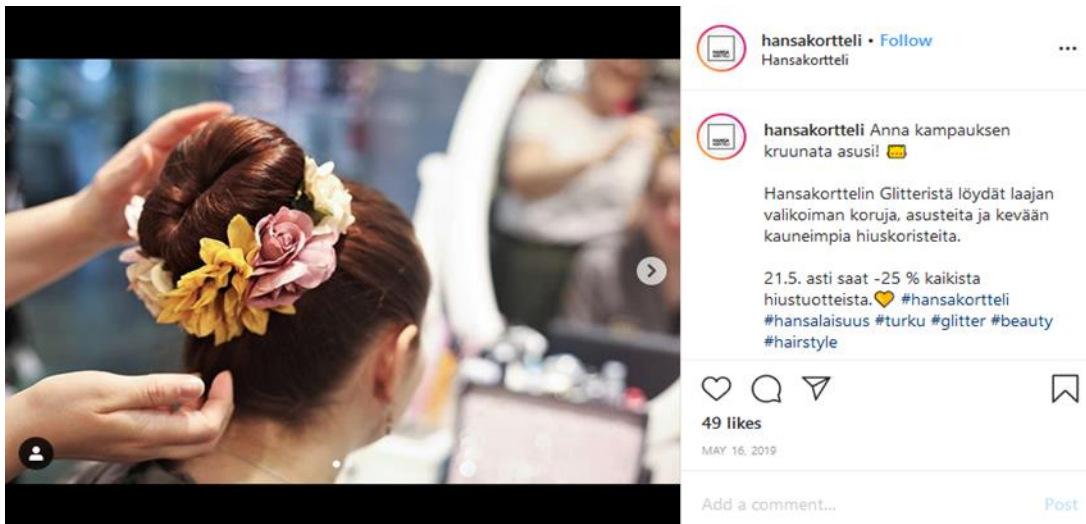 hansakortteli • Follow
Hansakortteli
hansakortteli Anna kampauksen
kruunata asusi!
Hansakorttelin Glitteristä löydät laajan
valikoiman koruja, asusteita ja kevään
kauneimpia hiuskoristeita.
21.5. asti saat -25 % kaikista
hiustuotteista.🧡 #hansakortteli
#hansalaisuus #turku #glitter #beauty
#hairstyle
49 likes
MAY 16, 2019
Add a comment...
Post